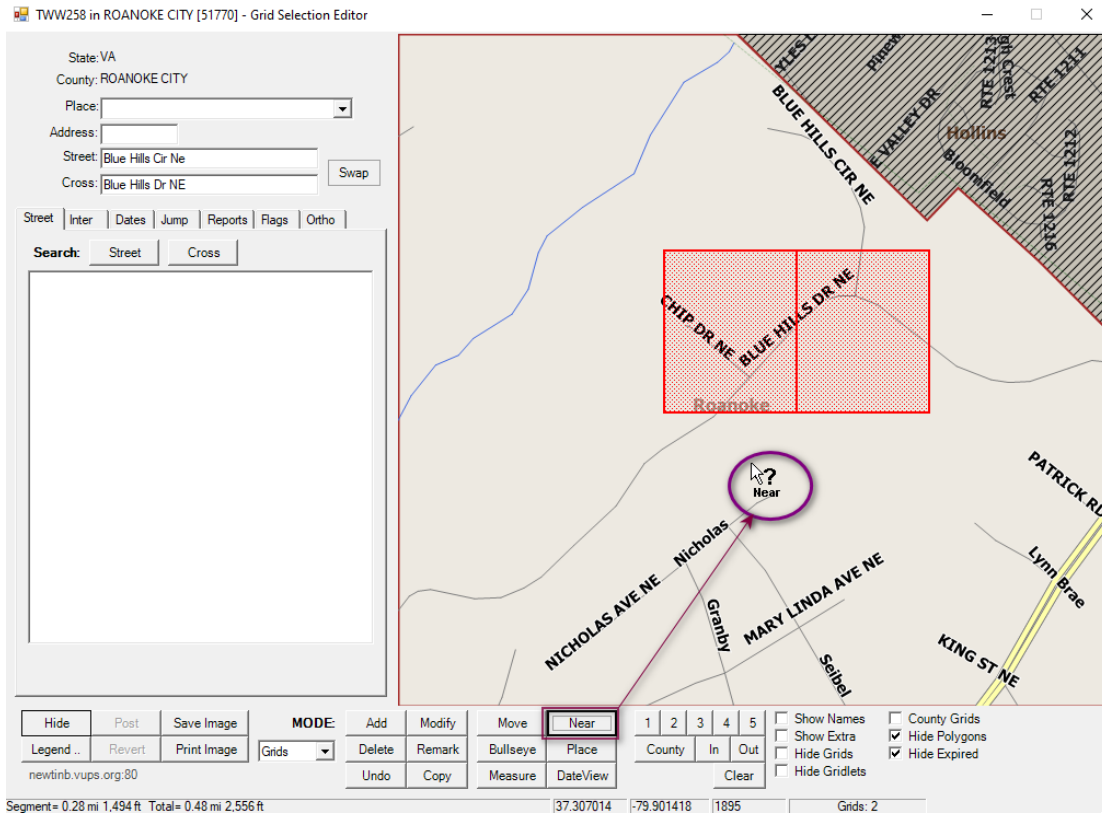 TWW258 in ROANOKE CITY [51770] - Grid Selection Editor
State: VA
County: ROANOKE CITY
Place:
Address:
Street: Blue Hills Cir Ne
Cross: Blue Hills Dr NE
Swap
Street Inter Dates Jump Reports Flags Ortho
Search: Street Cross
YLES
Pinew
RTE 1213
gh Crest
RTE 1211
BLUE HILLS CIR NE
E VALLEY DR
Hollins
Bloomfield
RTE 1212
RTE 1216
CHIP DR NE
BLUE HILLS DR NE
Roanoke
?
Near
PATRICK RD
Nicholas
NICHOLAS AVE NE
Granby
MARY LINDA AVE NE
Seibel
Lynn Brae
KING ST NE
Hide Post Save Image MODE: Add Modify Move Near 1 2 3 4 5 Show Names County Grids
Show Extra Hide Polygons
Legend .. Revert Print Image Grids Delete Remark Bullseye Place County In Out Hide Grids Hide Expired
newtinb.vups.org:80 Undo Copy Measure DateView Clear Hide Gridlets
Segment= 0.28 mi 1,494 ft Total= 0.48 mi 2,556 ft 37.307014 -79.901418 1895 Grids: 2